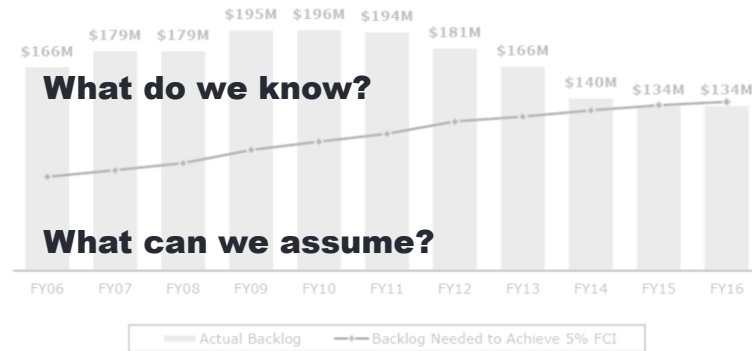 $195M $196M $194M
$179M $179M $181M
$166M $166M
$140M $134M $134M
What do we know?
What can we assume?
FY06 FY07 FY08 FY09 FY10 FY11 FY12 FY13 FY14 FY15 FY16
Actual Backlog Backlog Needed to Achieve 5% FCI